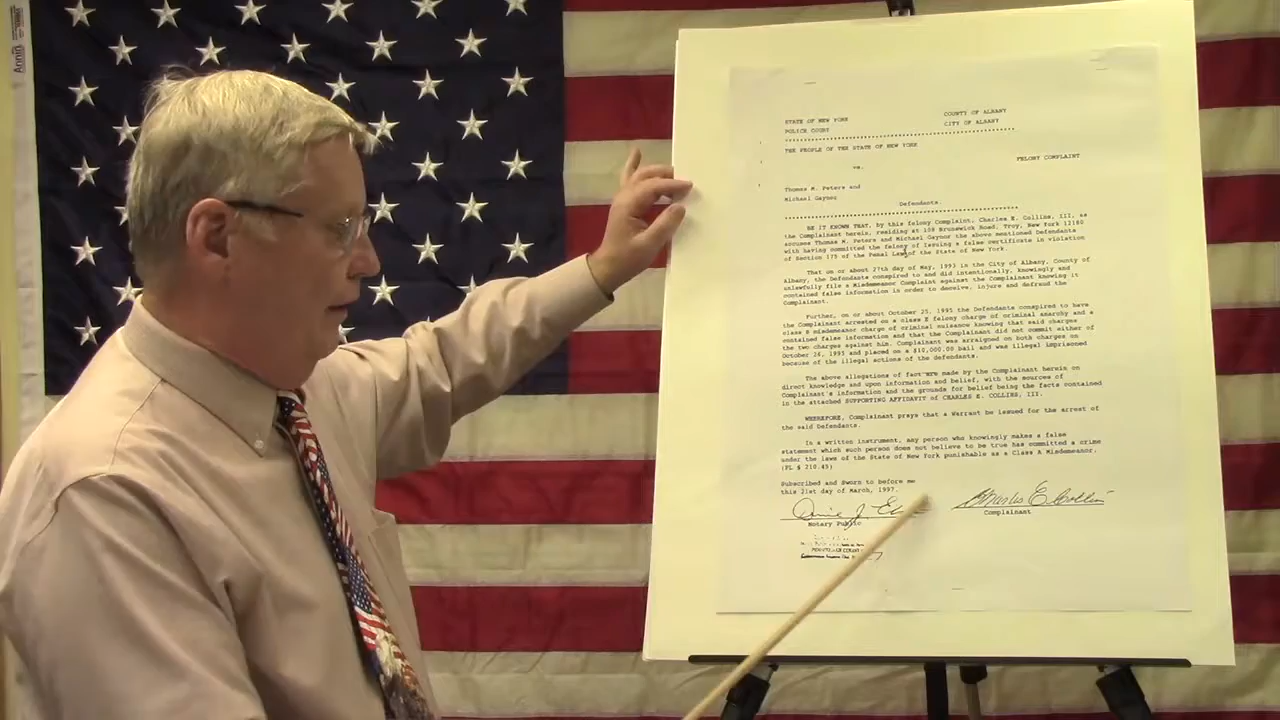 Annin
STATE OF NEW YORK COUNTY OF ALBANY
POLICE COURT CITY OF ALBANY
THE PEOPLE OF THE STATE OF NEW YORK
vs. FELONY COMPLAINT
Thomas M. Peters and
Michael Gaynor
Defendants.
BE IT KNOWN THAT, by this felony Complaint, Charles E. Collins, III, as
the Complainant herein, residing at 109 Brunswick Road, Troy, New York 12180
accuses Thomas M. Peters and Michael Gaynor the above mentioned Defendants
with having committed the felony of issuing a false certificate in violation
of Section 175 of the Penal Law of the State of New York.
That on or about 27th day of May, 1993 in the City of Albany, County of
Albany, the Defendants conspired to and did intentionally, knowingly and
unlawfully file a Misdemeanor Complaint against the Complainant knowing it
contained false information in order to deceive, injure and defraud the
Complainant.
Further, on or about October 25, 1995 the Defendants conspired to have
the Complainant arrested on a class E felony charge of criminal anarchy and a
class B misdemeanor charge of criminal nuisance knowing that said charges
contained false information and that the Complainant did not commit either of
the two charges against him. Complainant was arraigned on both charges on
October 26, 1995 and placed on a $10,000.00 bail and was illegal imprisoned
because of the illegal actions of the defendants.
The above allegations of fact are made by the Complainant herein on
direct knowledge and upon information and belief, with the sources of
Complainant's information and the grounds for belief being the facts contained
in the attached SUPPORTING AFFIDAVIT of CHARLES E. COLLINS, III.
WHEREFORE, Complainant prays that a Warrant be issued for the arrest of
the said Defendants.
In a written instrument, any person who knowingly makes a false
statement which such person does not believe to be true has committed a crime
under the laws of the State of New York punishable as a Class A Misdemeanor.
(PL § 210.45)
Subscribed and Sworn to before me
this 21st day of March, 1997.
Charles E. Collins
Notary Public Complainant